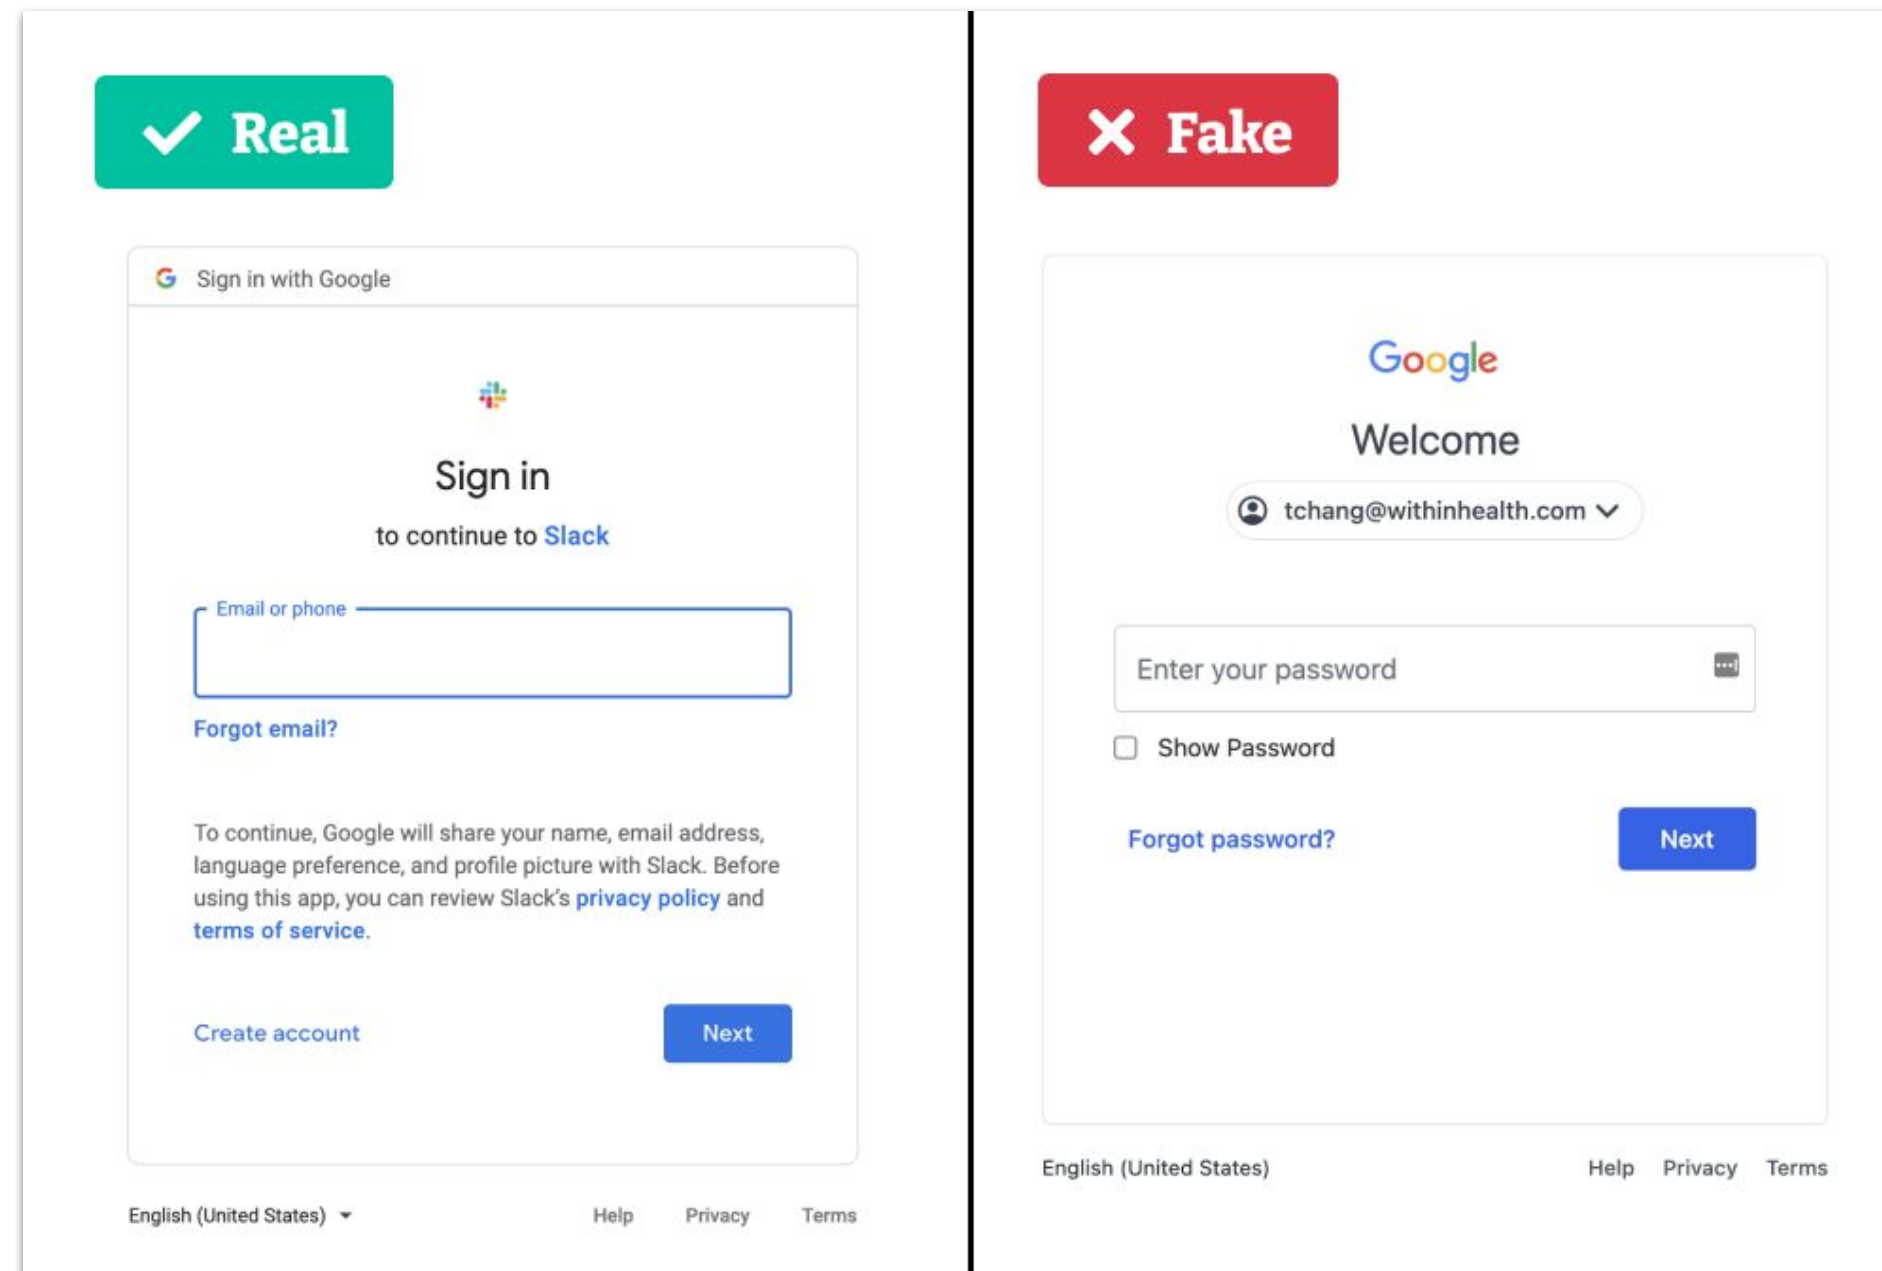 Real
Sign in with Google
Sign in
to continue to Slack
Email or phone
Forgot email?
To continue, Google will share your name, email address,
language preference, and profile picture with Slack. Before
using this app, you can review Slack's privacy policy and
terms of service.
Create account
Next
English (United States)
Help Privacy Terms
Fake
Google
Welcome
tchang@withinhealth.com
Enter your password
Show Password
Forgot password?
Next
English (United States)
Help Privacy Terms